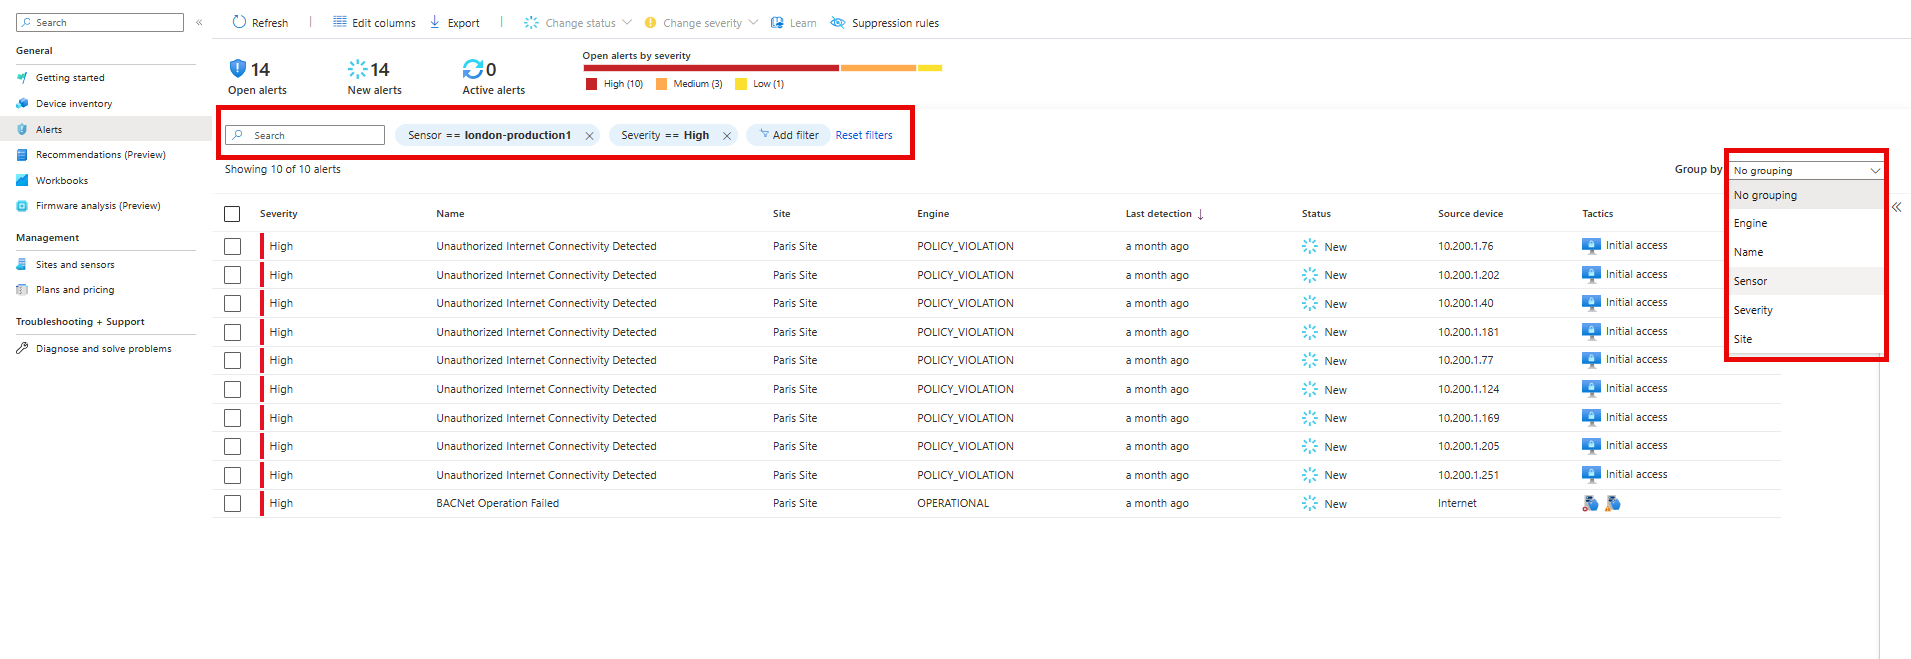 Search «
General
Getting started
Device inventory
Alerts
Recommendations (Preview)
Workbooks
Firmware analysis (Preview)
Management
Sites and sensors
Plans and pricing
Troubleshooting + Support
Diagnose and solve problems
Refresh | Edit columns Export | Change status Change severity Learn Suppression rules
14 14 0
Open alerts New alerts Active alerts
Open alerts by severity
High (10) Medium (3) Low (1)
Search Sensor == london-production1 Severity == High Add filter Reset filters
Showing 10 of 10 alerts
Group by No grouping
No grouping
Engine
Name
Sensor
Severity
Site
Severity Name Site Engine Last detection ↓ Status Source device Tactics
High Unauthorized Internet Connectivity Detected Paris Site POLICY_VIOLATION a month ago New 10.200.1.76 Initial access
High Unauthorized Internet Connectivity Detected Paris Site POLICY_VIOLATION a month ago New 10.200.1.202 Initial access
High Unauthorized Internet Connectivity Detected Paris Site POLICY_VIOLATION a month ago New 10.200.1.40 Initial access
High Unauthorized Internet Connectivity Detected Paris Site POLICY_VIOLATION a month ago New 10.200.1.181 Initial access
High Unauthorized Internet Connectivity Detected Paris Site POLICY_VIOLATION a month ago New 10.200.1.77 Initial access
High Unauthorized Internet Connectivity Detected Paris Site POLICY_VIOLATION a month ago New 10.200.1.124 Initial access
High Unauthorized Internet Connectivity Detected Paris Site POLICY_VIOLATION a month ago New 10.200.1.169 Initial access
High Unauthorized Internet Connectivity Detected Paris Site POLICY_VIOLATION a month ago New 10.200.1.205 Initial access
High Unauthorized Internet Connectivity Detected Paris Site POLICY_VIOLATION a month ago New 10.200.1.251 Initial access
High BACNet Operation Failed Paris Site OPERATIONAL a month ago New Internet